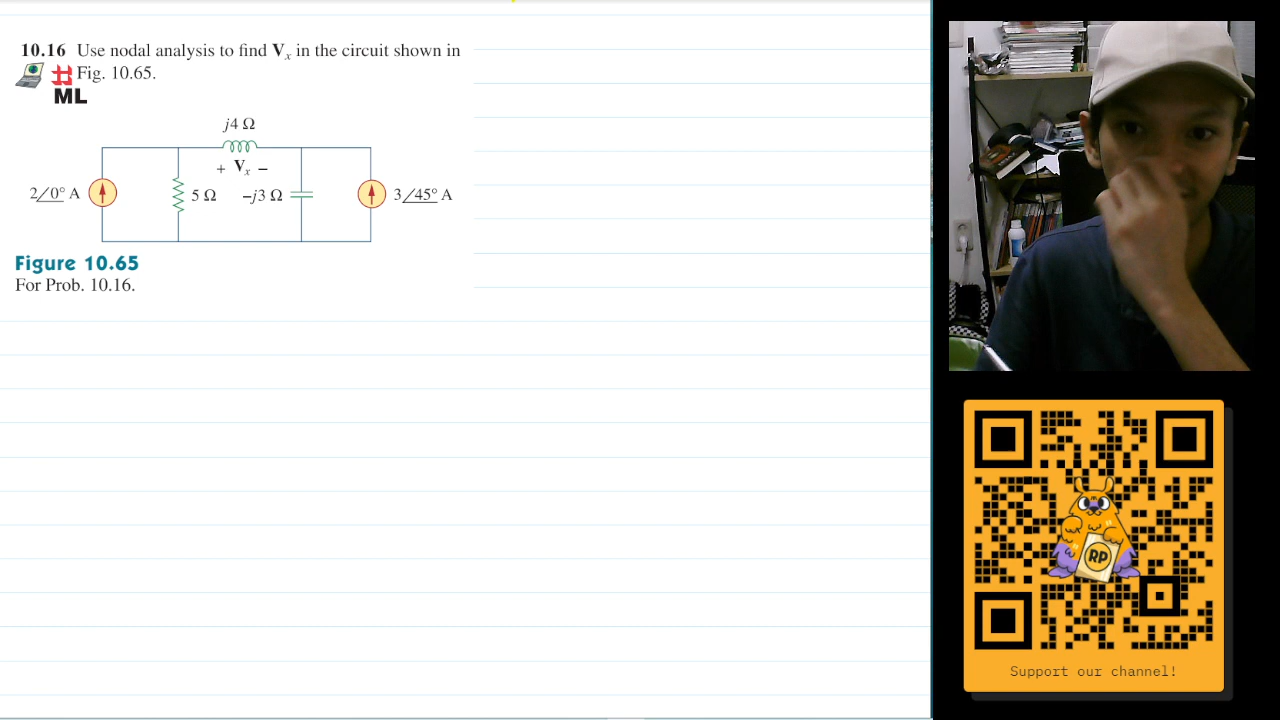 10.16 Use nodal analysis to find Vₓ in the circuit shown in
Fig. 10.65.
ML
j4 Ω
+ Vₓ −
2∠0° A
5 Ω
−j3 Ω
3∠45° A
Figure 10.65
For Prob. 10.16.
RP
Support our channel!